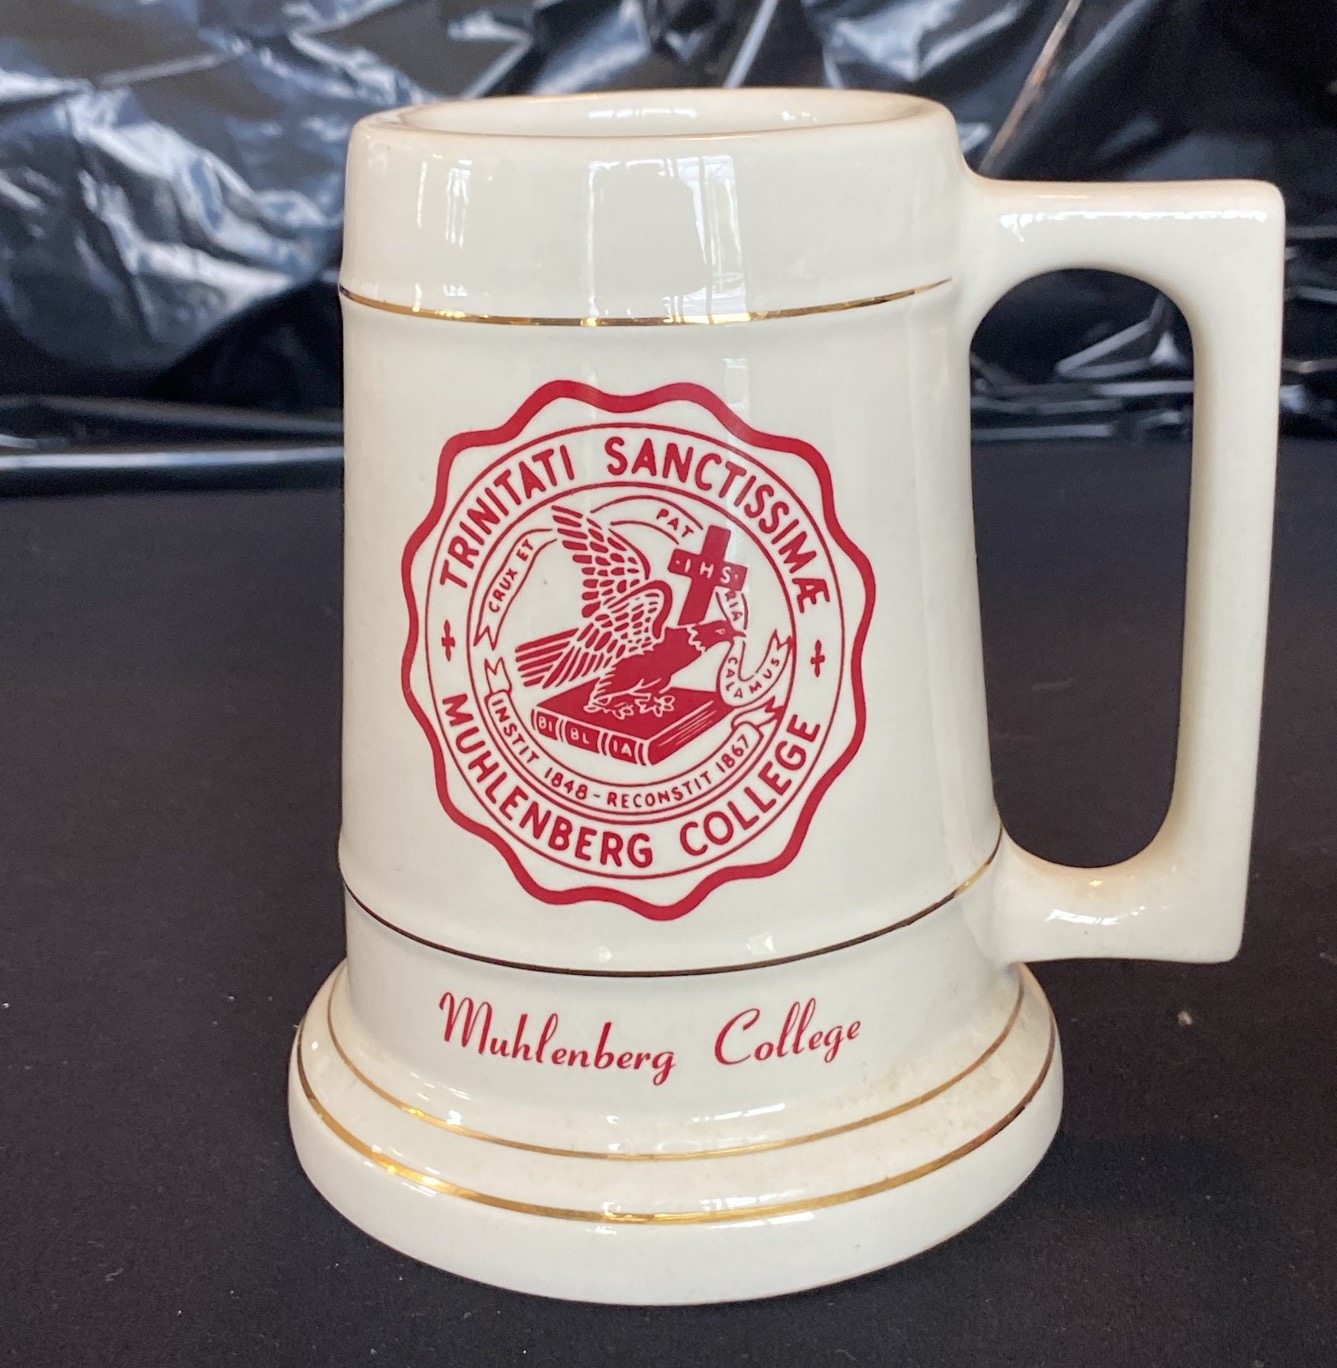 TRINITATI SANCTISSIMÆ
CRUX ET PAT RIA CALAMUS
IHS
BI BL IA
INSTIT 1848 - RECONSTIT 1867
MUHLENBERG COLLEGE
Muhlenberg College